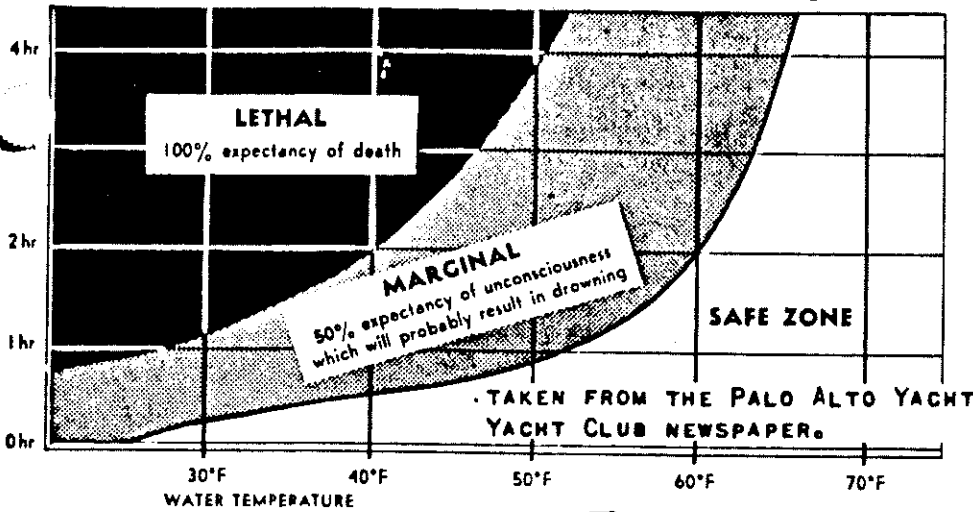 4 hr
LETHAL
100% expectancy of death
2 hr
MARGINAL
50% expectancy of unconsciousness
which will probably result in drowning
SAFE ZONE
1 hr
. TAKEN FROM THE PALO ALTO YACHT
YACHT CLUB NEWSPAPER.
0 hr
30°F
40°F
50°F
60°F
70°F
WATER TEMPERATURE